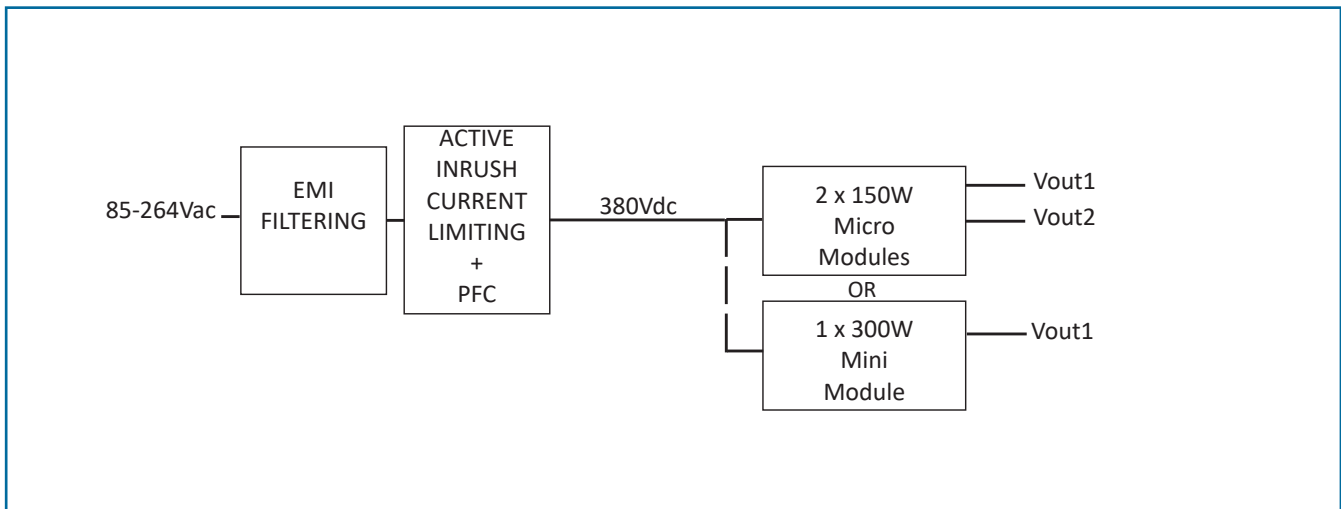 85-264Vac
EMI
FILTERING
ACTIVE
INRUSH
CURRENT
LIMITING
+
PFC
380Vdc
2 x 150W
Micro
Modules
Vout1
Vout2
OR
1 x 300W
Mini
Module
Vout1